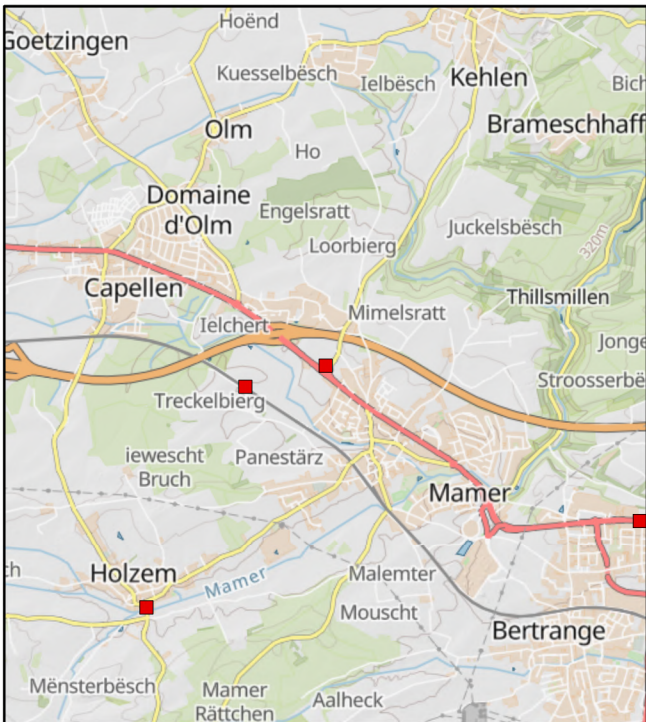 Hoënd
Goetzingen
Kuesselbësch
Ielbësch
Kehlen
Bich
Olm
Brameschhaff
Ho
Domaine
d'Olm
Engelsratt
Juckelsbësch
Loorbierg
320m
Capellen
Thillsmillen
Mimelsratt
Ielchert
Jonge
Stroosserbë
Treckelbierg
iewescht
Bruch
Panestärz
Mamer
ch
Holzem
Mamer
Malemter
Mouscht
Bertrange
Mënsterbësch
Mamer
Rättchen
Aalheck